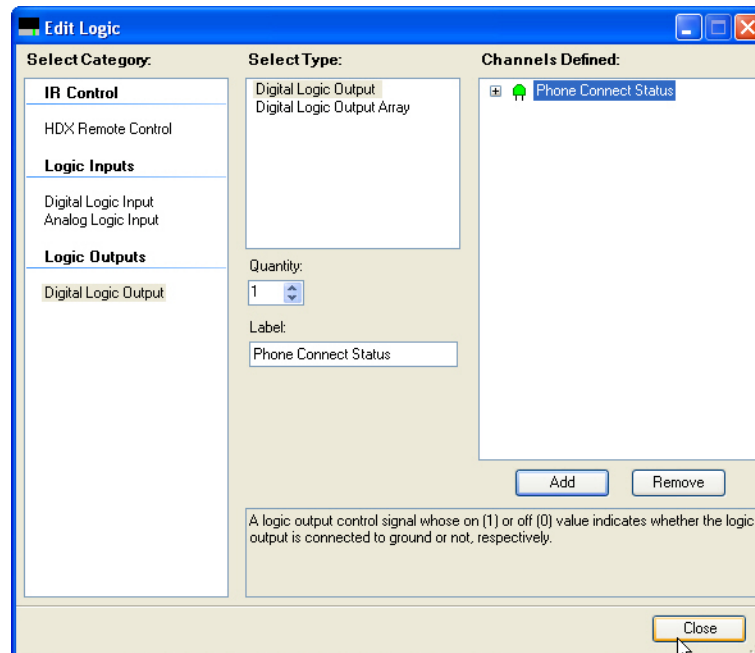 Edit Logic
Select Category:
IR Control
HDX Remote Control
Logic Inputs
Digital Logic Input
Analog Logic Input
Logic Outputs
Digital Logic Output
Select Type:
Digital Logic Output
Digital Logic Output Array
Quantity:
1
Label:
Phone Connect Status
Channels Defined:
Phone Connect Status
Add
Remove
A logic output control signal whose on (1) or off (0) value indicates whether the logic
output is connected to ground or not, respectively.
Close